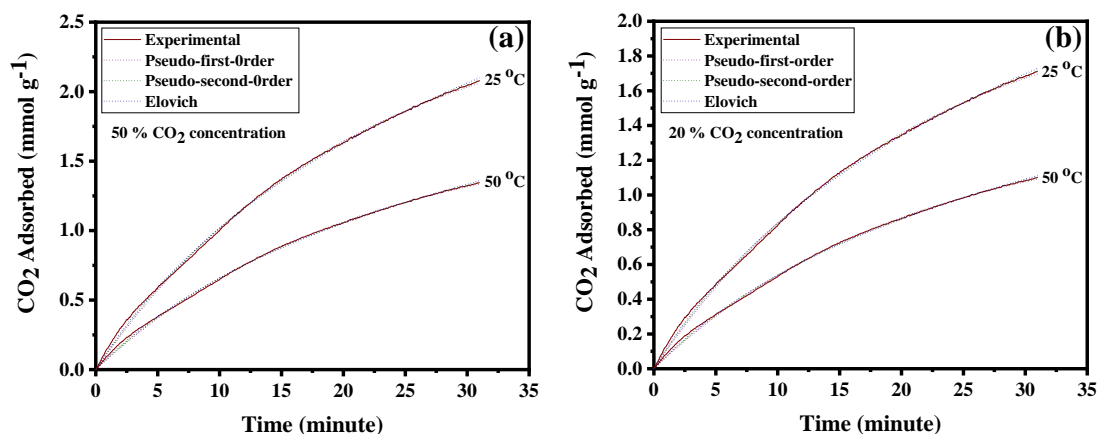 (a)
Experimental
Pseudo-first-0rder
Pseudo-second-0rder
Elovich
50 % CO2 concentration
25 oC
50 oC
2.5
2.0
1.5
1.0
0.5
0.0
0 5 10 15 20 25 30 35
CO2 Adsorbed (mmol g-1)
Time (minute)
(b)
Experimental
Pseudo-first-order
Pseudo-second-order
Elovich
20 % CO2 concentration
25 oC
50 oC
2.0
1.8
1.6
1.4
1.2
1.0
0.8
0.6
0.4
0.2
0.0
0 5 10 15 20 25 30 35
CO2 Adsorbed (mmol g-1)
Time (minute)